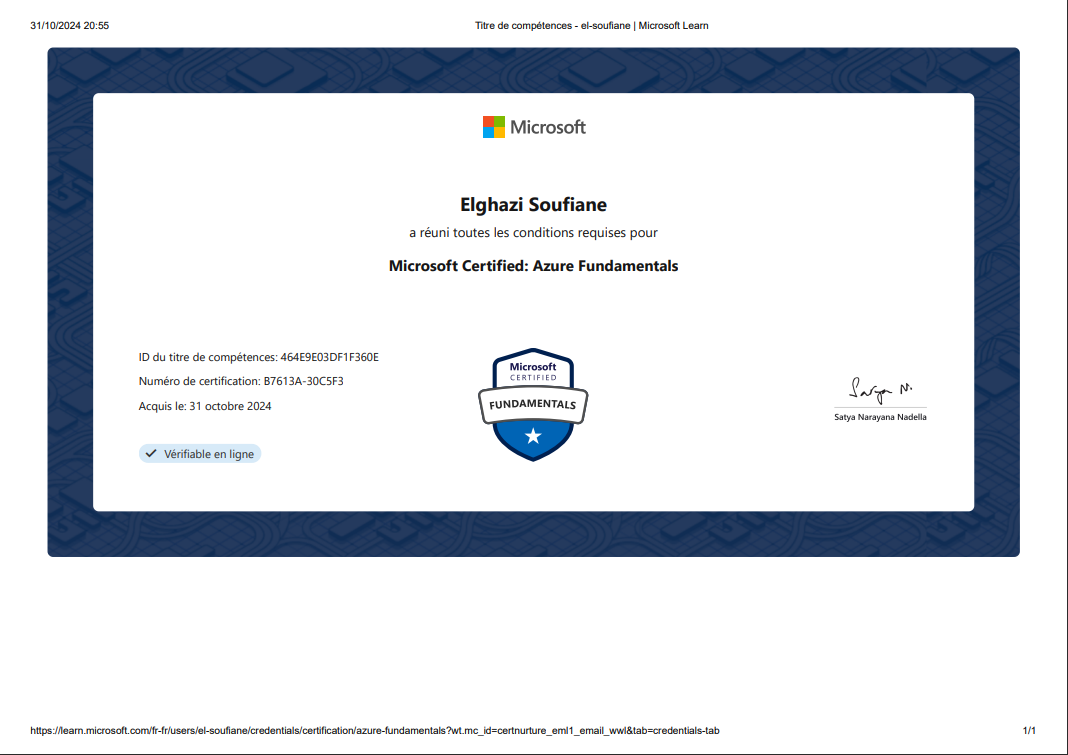 31/10/2024 20:55
Titre de compétences - el-soufiane | Microsoft Learn
Microsoft
Elghazi Soufiane
a réuni toutes les conditions requises pour
Microsoft Certified: Azure Fundamentals
ID du titre de compétences: 464E9E03DF1F360E
Numéro de certification: B7613A-30C5F3
Acquis le: 31 octobre 2024
Vérifiable en ligne
Microsoft
CERTIFIED
FUNDAMENTALS
Satya N.
Satya Narayana Nadella
https://learn.microsoft.com/fr-fr/users/el-soufiane/credentials/certification/azure-fundamentals?wt.mc_id=certnurture_eml1_email_wwl&tab=credentials-tab
1/1